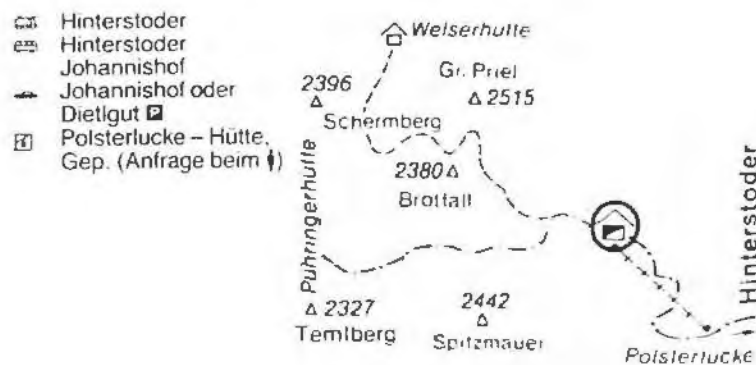 Hinterstoder
Hinterstoder
Johannishof
Johannishof oder
Dietlgut P
Polsterlucke – Hütte,
Gep. (Anfrage beim )
Welserhütte
Gr. Priel
2396
2515
Schermberg
2380
Brotfall
Pühringerhütte
Hinterstoder
2327
Temlberg
2442
Spitzmauer
Polsterlucke